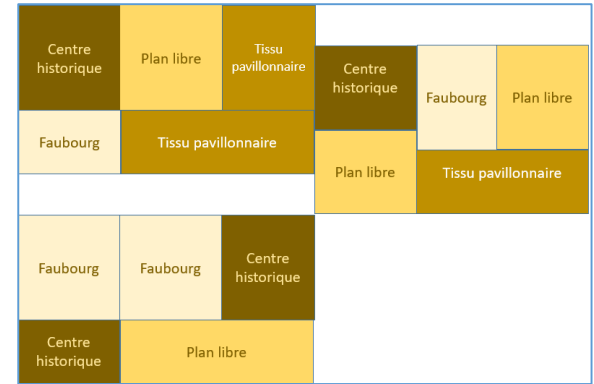 Centre
historique
Plan libre
Tissu
pavillonnaire
Faubourg
Tissu pavillonnaire
Centre
historique
Faubourg
Plan libre
Plan libre
Tissu pavillonnaire
Faubourg
Faubourg
Centre
historique
Centre
historique
Plan libre